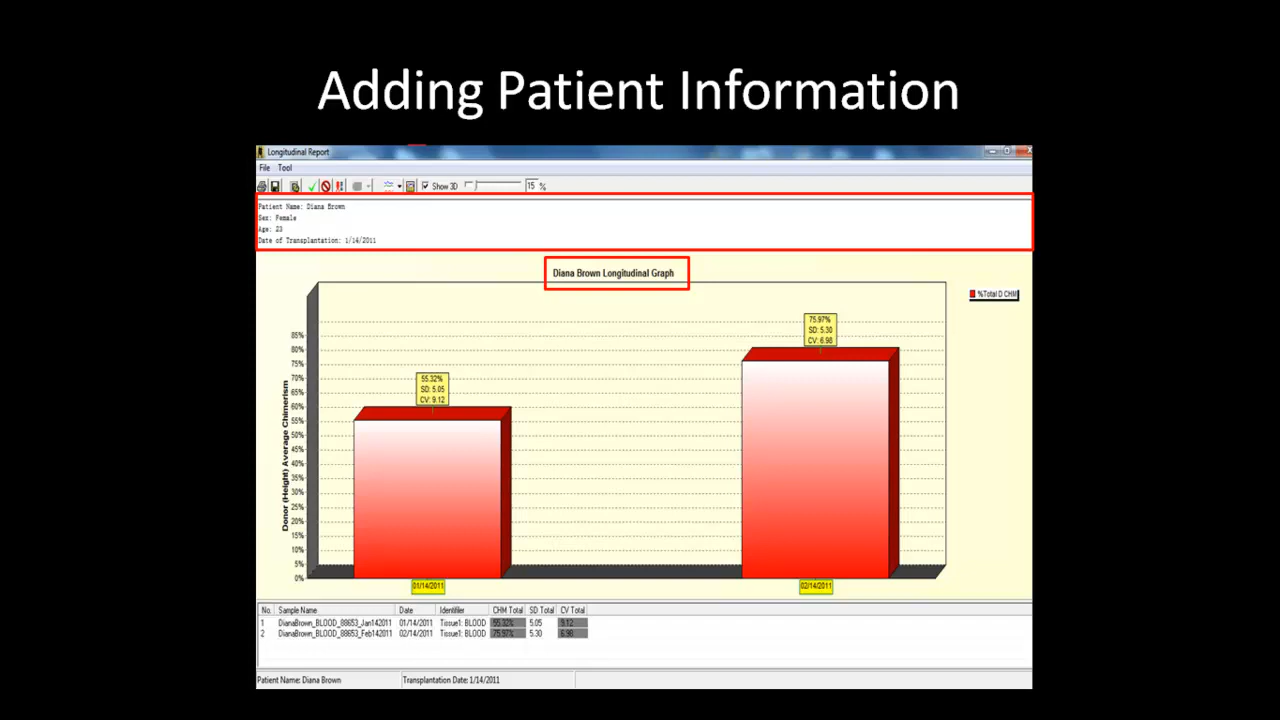 Adding Patient Information
Longitudinal Report
File Tool
Show 3D 15 %
Patient Name: Diana Brown
Sex: Female
Age: 23
Date of Transplantation: 1/14/2011
Diana Brown Longitudinal Graph
%Total D CHM
Donor (Height) Average Chimerism
85%
80%
75%
70%
65%
60%
55%
50%
45%
40%
35%
30%
25%
20%
15%
10%
5%
0%
55.32%
SD: 5.05
CV: 9.12
75.97%
SD: 5.30
CV: 6.98
01/14/2011
02/14/2011
No. Sample Name Date Identifiier CHM Total SD Total CV Total
1 DianaBrown_BLOOD_88653_Jan142011 01/14/2011 Tissue1: BLOOD 55.32% 5.05 9.12
2 DianaBrown_BLOOD_88653_Feb142011 02/14/2011 Tissue1: BLOOD 75.97% 5.30 6.98
Patient Name: Diana Brown Transplantation Date: 1/14/2011